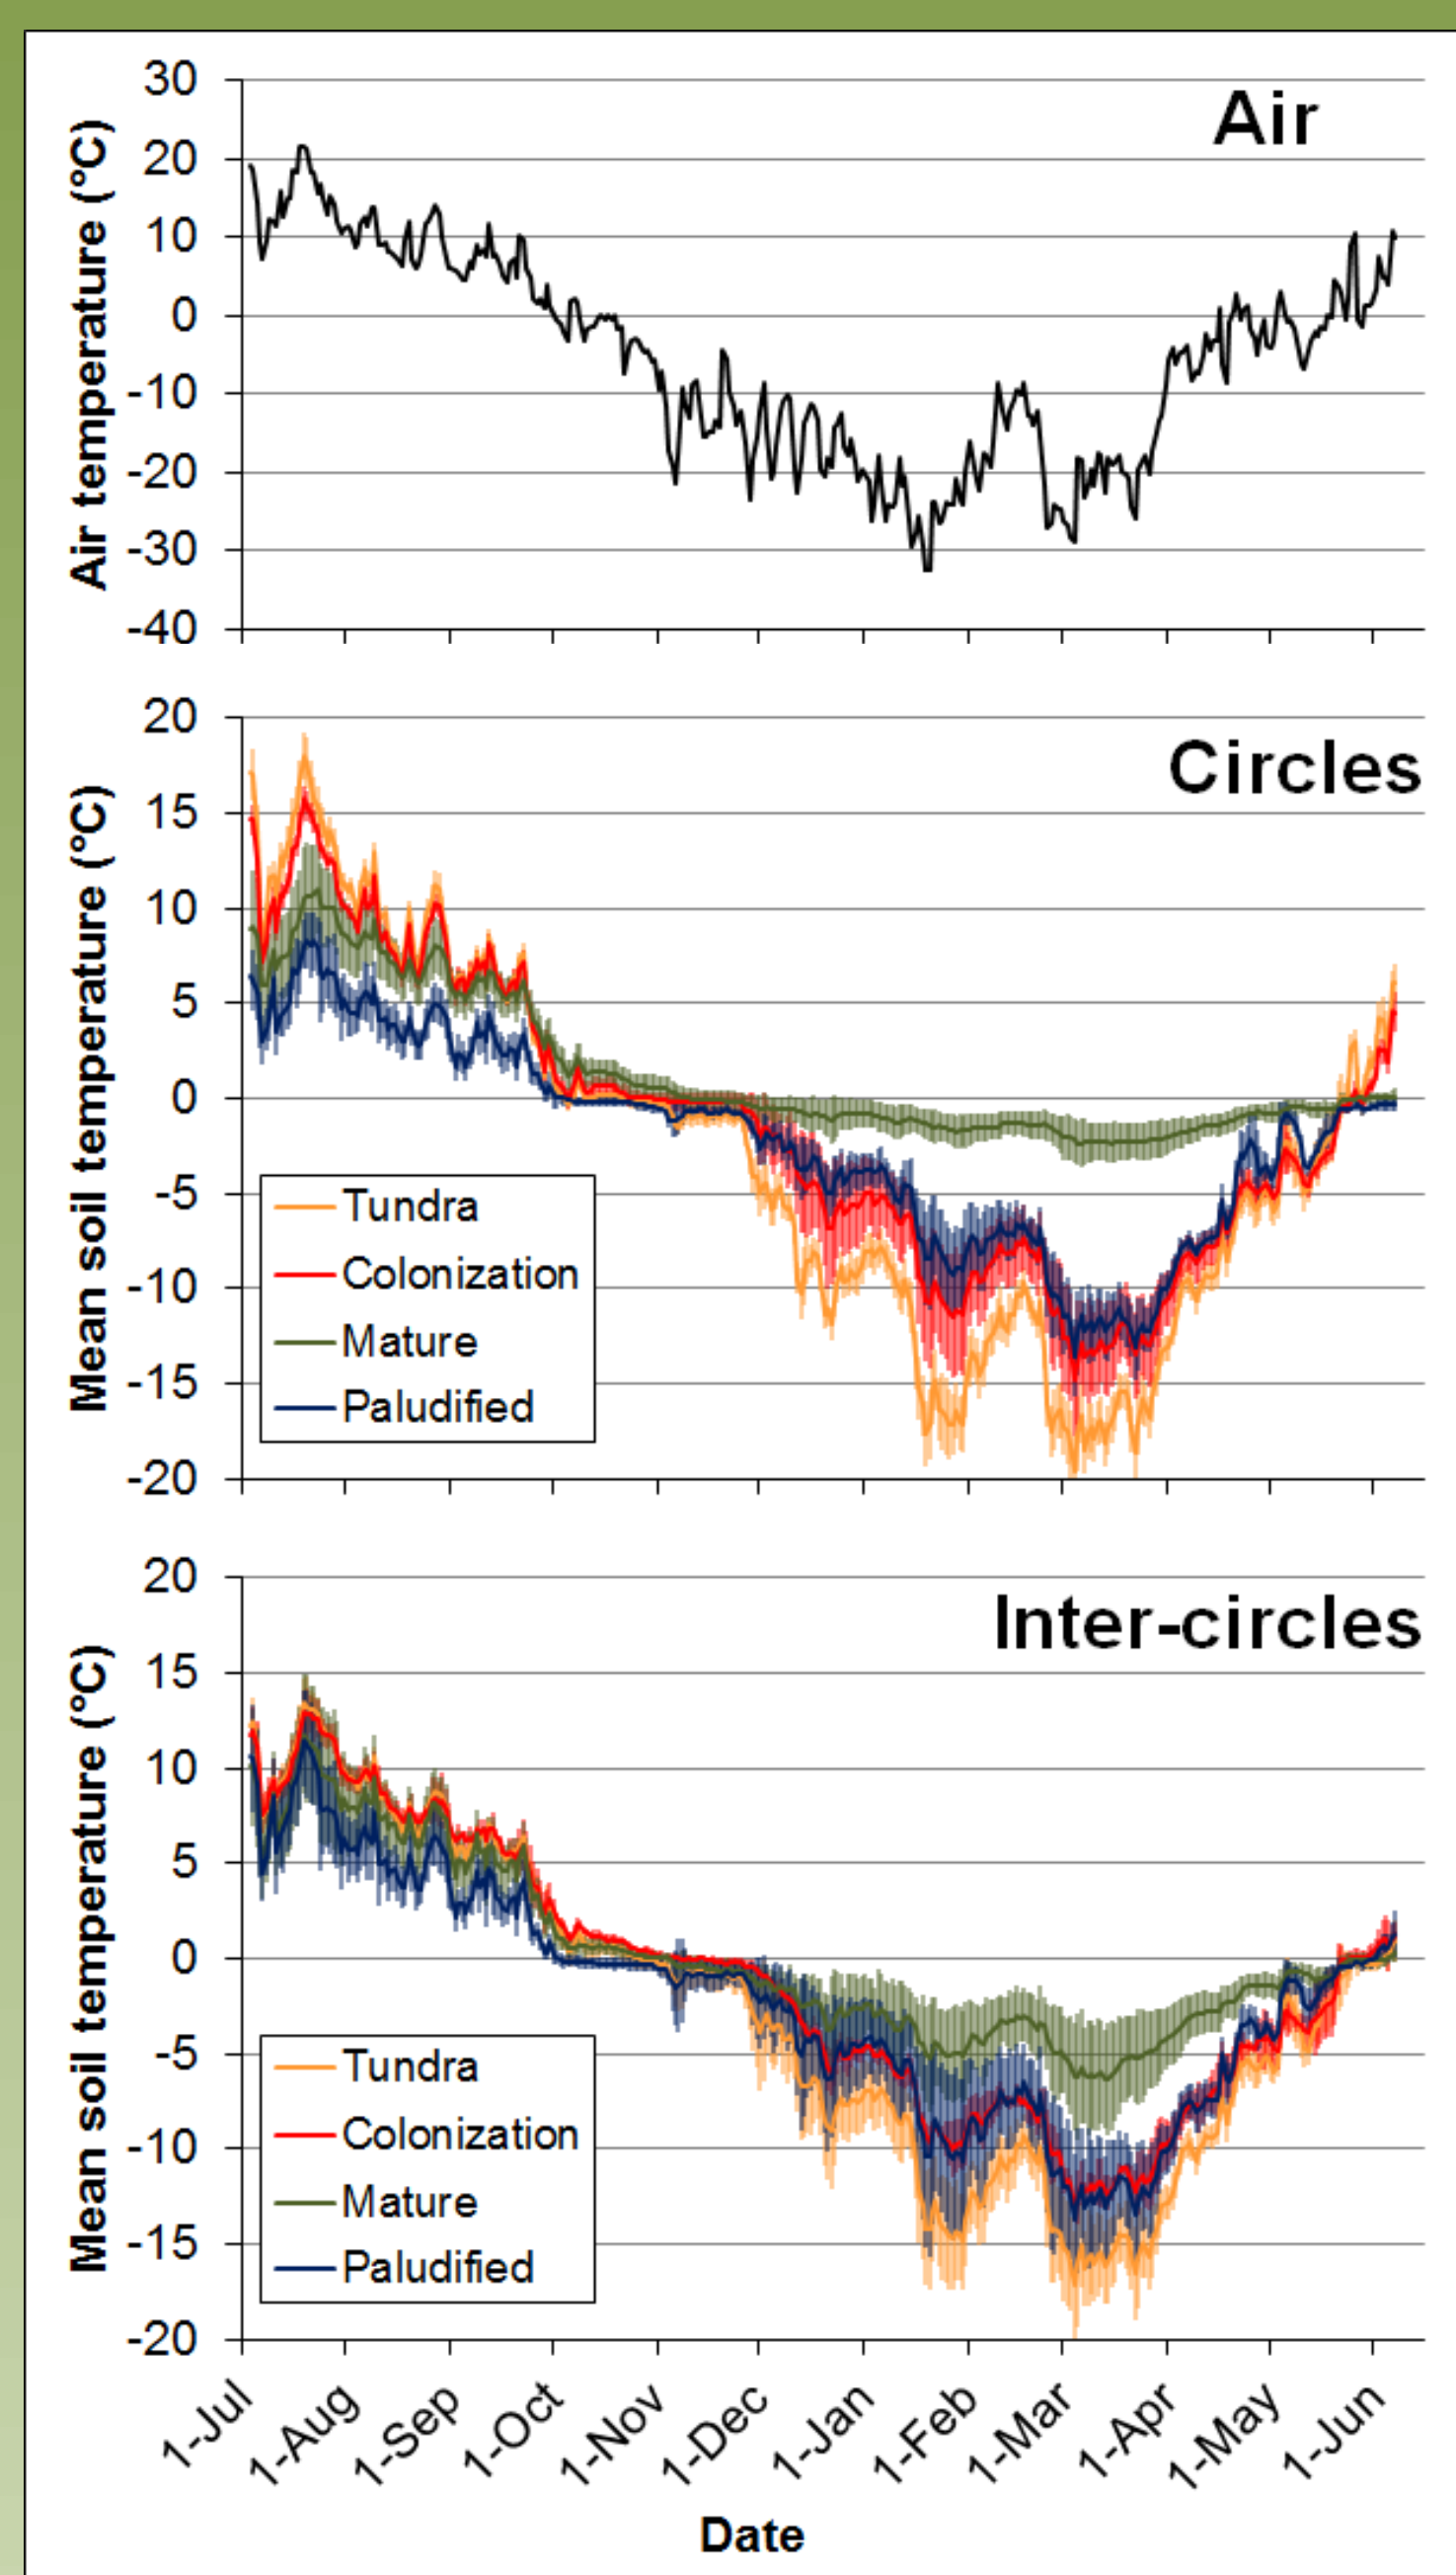 Air
Air temperature (°C)
30
20
10
0
-10
-20
-30
-40
Circles
Mean soil temperature (°C)
20
15
10
5
0
-5
-10
-15
-20
Tundra
Colonization
Mature
Paludified
Inter-circles
Mean soil temperature (°C)
20
15
10
5
0
-5
-10
-15
-20
Tundra
Colonization
Mature
Paludified
1-Jul
1-Aug
1-Sep
1-Oct
1-Nov
1-Dec
1-Jan
1-Feb
1-Mar
1-Apr
1-May
1-Jun
Date